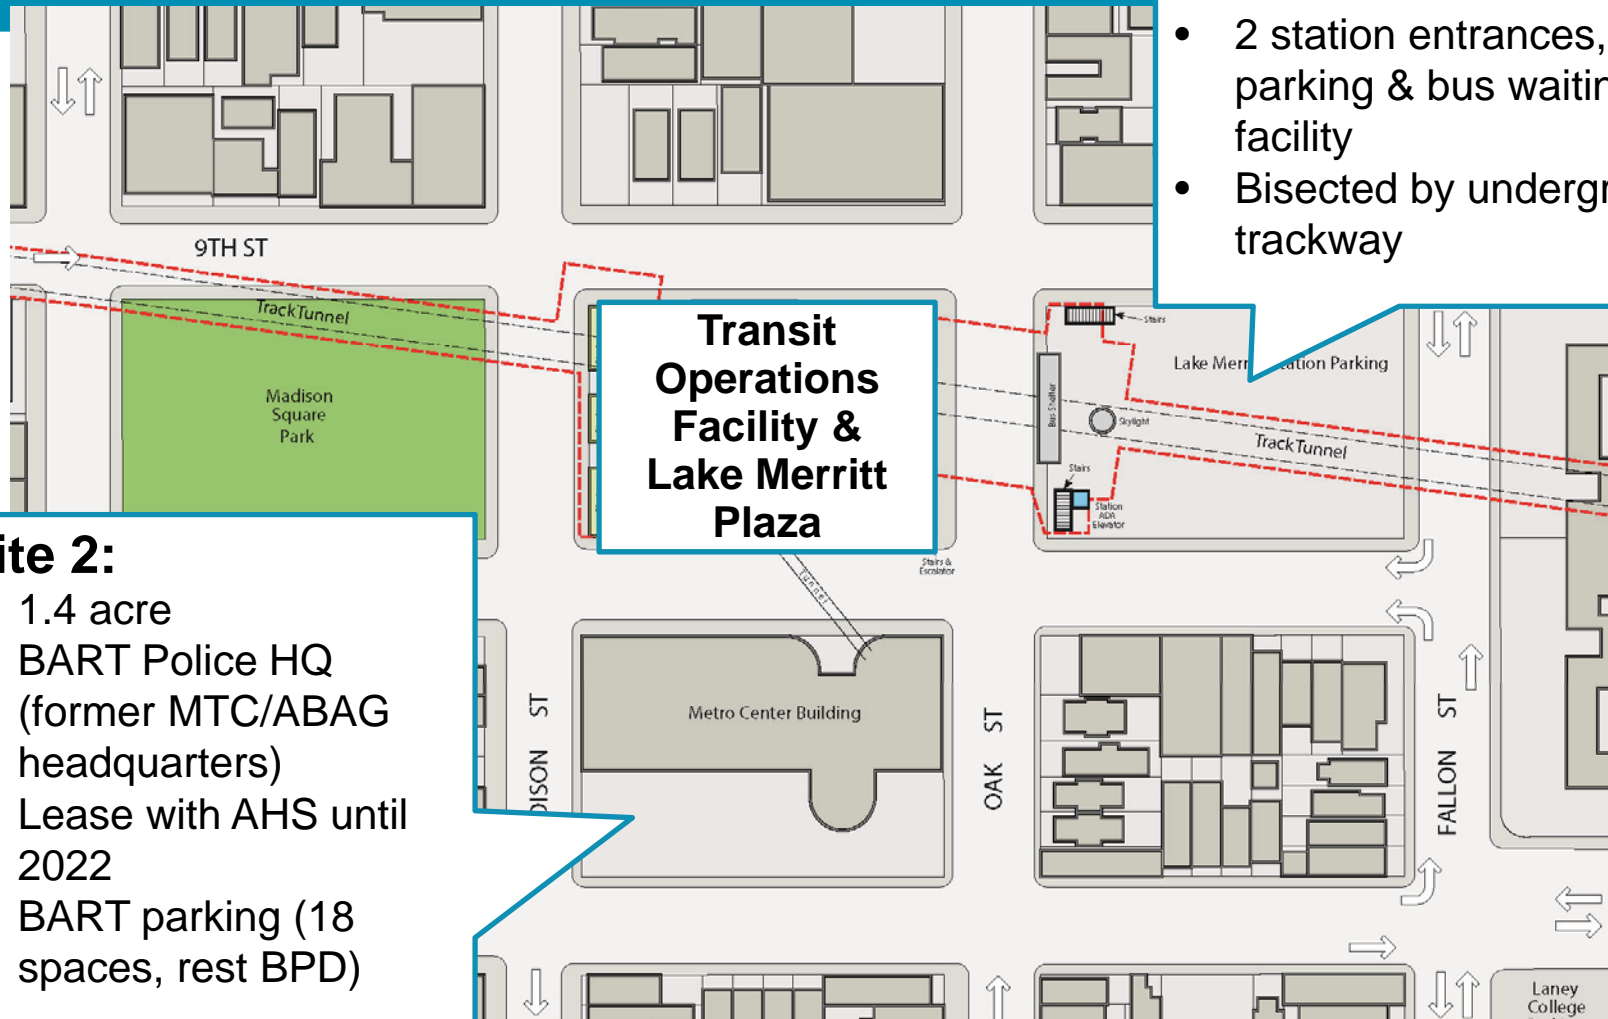 • 2 station entrances,
parking & bus waitin
facility
• Bisected by undergr
trackway
9TH ST
Track Tunnel
Madison
Square
Park
Transit
Operations
Facility &
Lake Merritt
Plaza
Stairs
Lake Merr
ation Parking
Bus Shelter
Skylight
Track Tunnel
Stairs
Station
ADA
Elevator
Stairs &
Escalator
Tunnel
ite 2:
1.4 acre
BART Police HQ
(former MTC/ABAG
headquarters)
Lease with AHS until
2022
BART parking (18
spaces, rest BPD)
DISON ST
Metro Center Building
OAK ST
FALLON ST
Laney
College